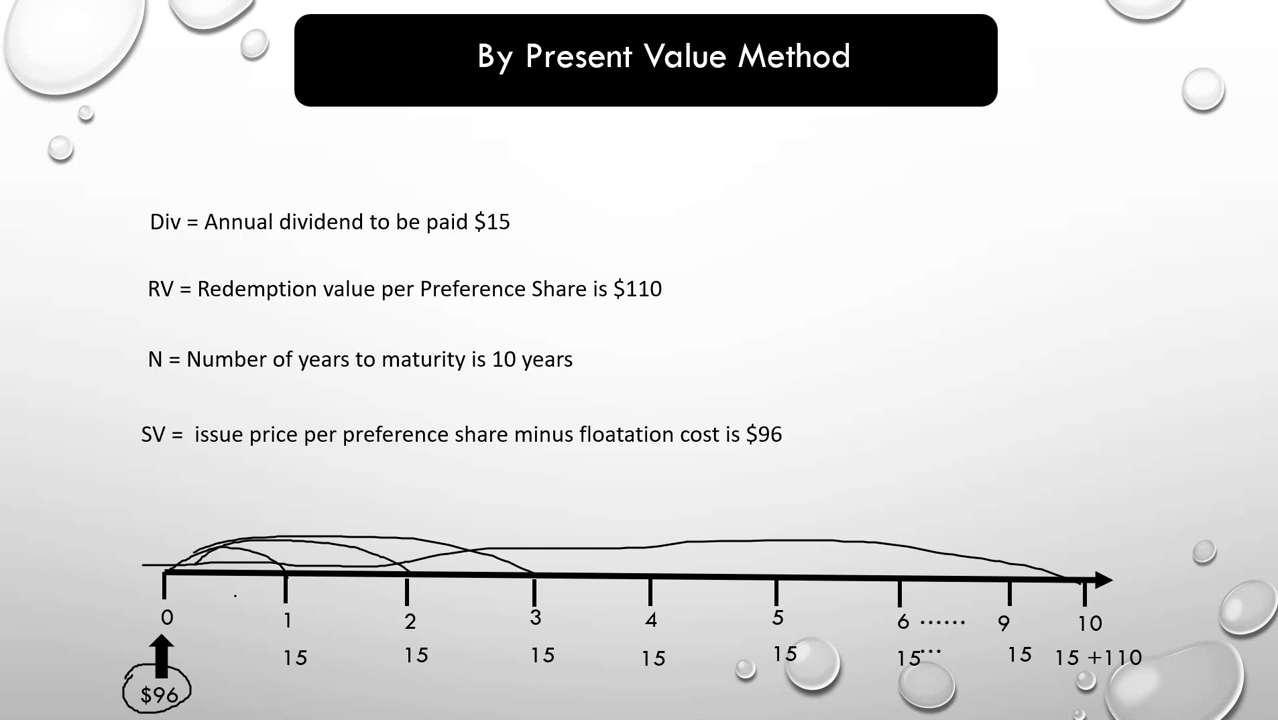 By Present Value Method
Div = Annual dividend to be paid $15
RV = Redemption value per Preference Share is $110
N = Number of years to maturity is 10 years
SV = issue price per preference share minus floatation cost is $96
0 1 2 3 4 5 6 ...... 9 10
15 15 15 15 15 15 ... 15 15 +110
$96